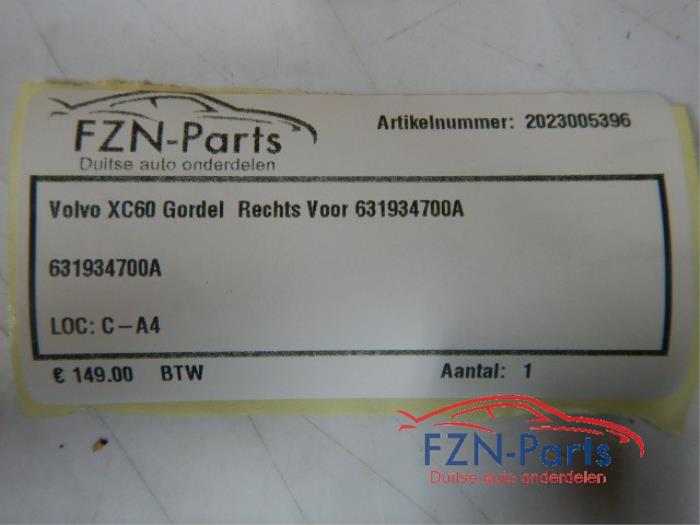 FZN-Parts
Duitse auto onderdelen
Artikelnummer: 2023005396
Volvo XC60 Gordel Rechts Voor 631934700A
631934700A
LOC: C-A4
€ 149.00 BTW
Aantal: 1
FZN-Parts
Duitse auto onderdelen